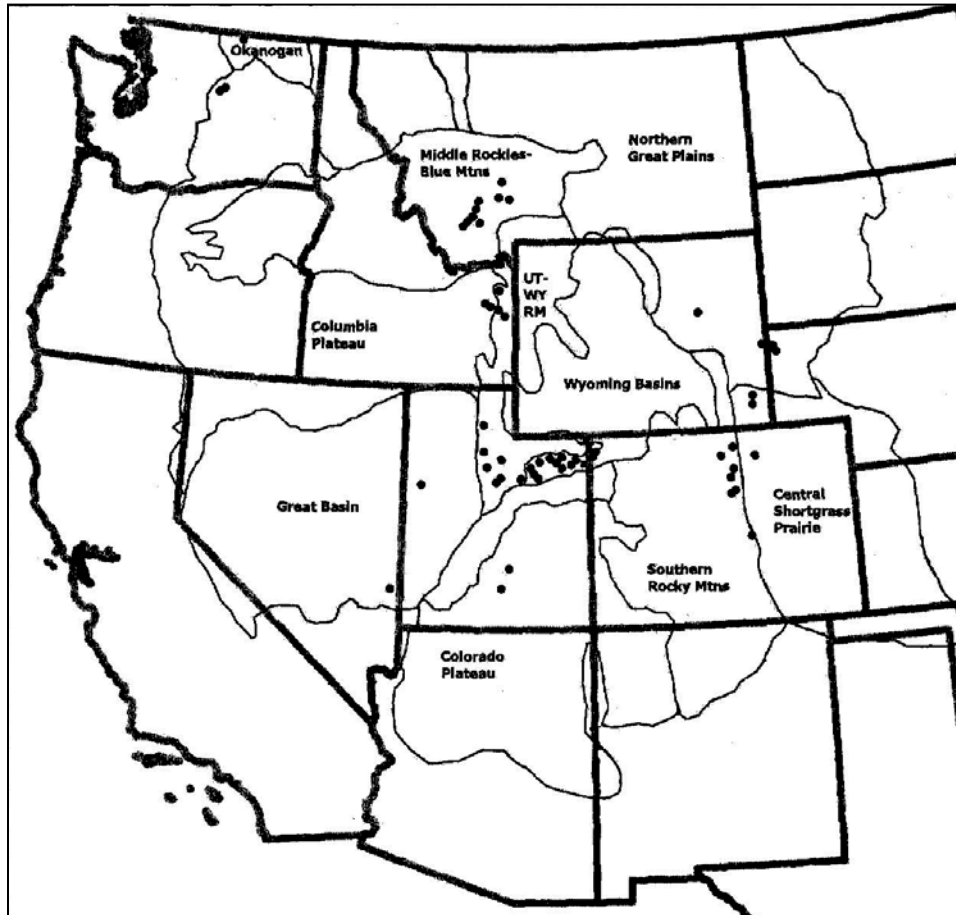 Okanogan
Middle Rockies-
Blue Mtns
Northern
Great Plains
UT-
WY
RM
Columbia
Plateau
Wyoming Basins
Great Basin
Central
Shortgrass
Prairie
Southern
Rocky Mtns
Colorado
Plateau